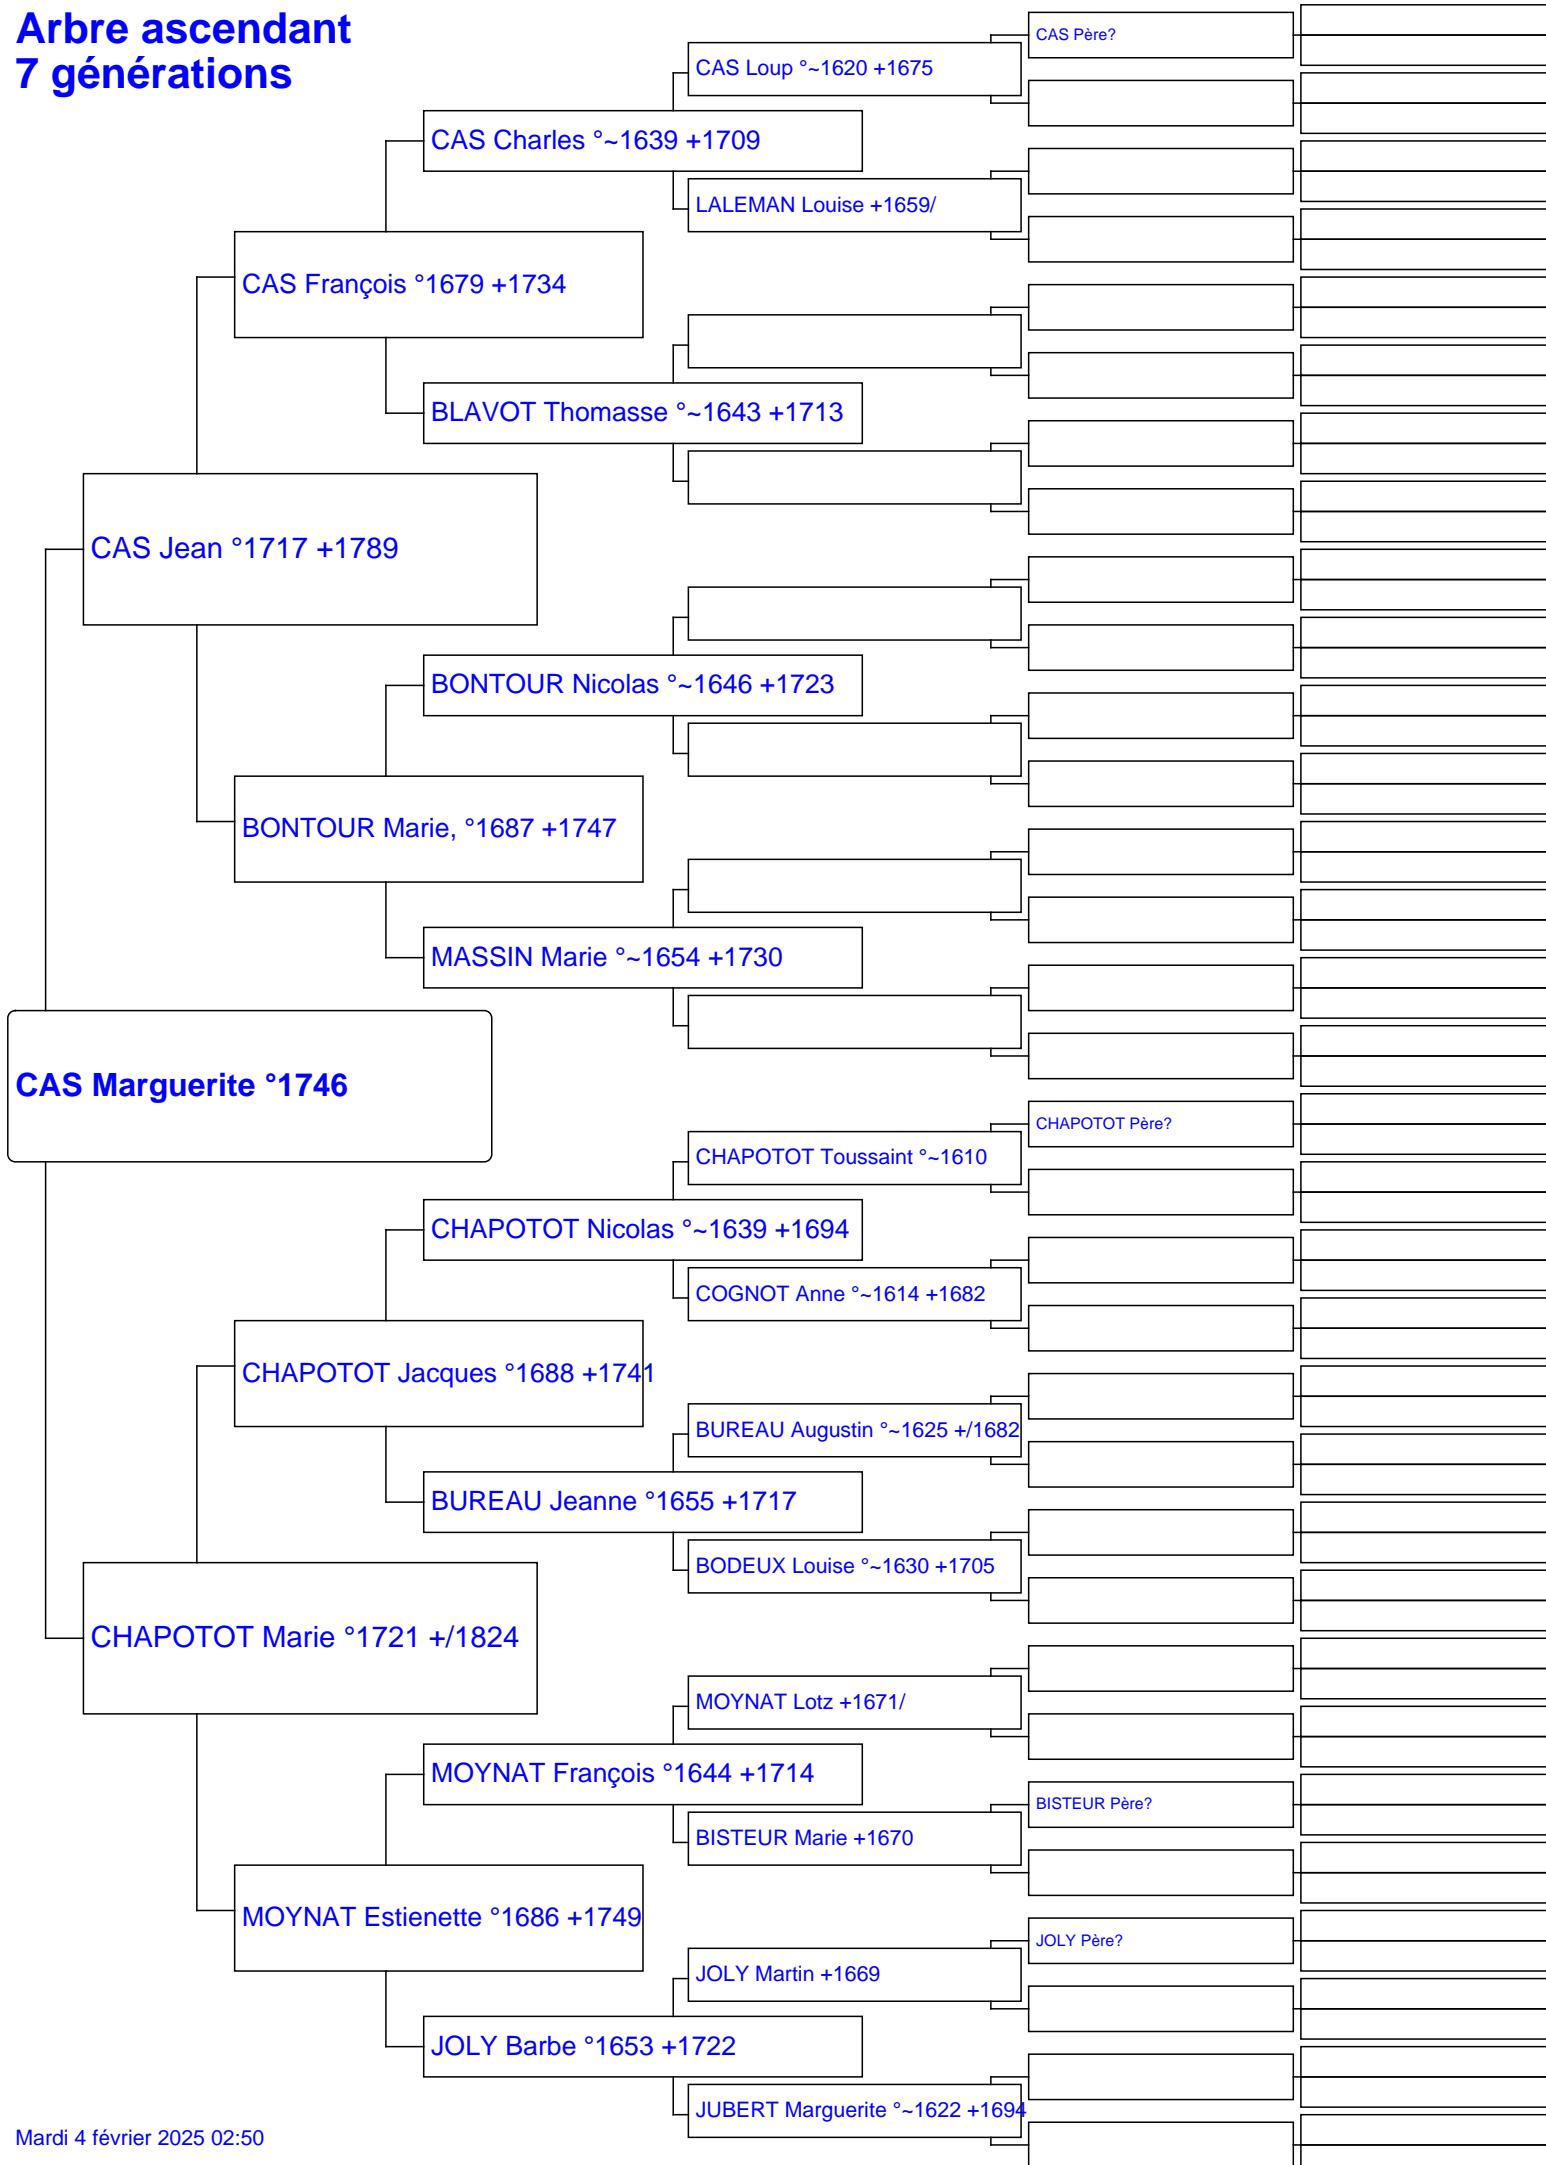 Arbre ascendant
7 générations
CAS Père?
CAS Loup °~1620 +1675
CAS Charles °~1639 +1709
LALEMAN Louise +1659/
CAS François °1679 +1734
BLAVOT Thomasse °~1643 +1713
CAS Jean °1717 +1789
BONTOUR Nicolas °~1646 +1723
BONTOUR Marie, °1687 +1747
MASSIN Marie °~1654 +1730
CAS Marguerite °1746
CHAPOTOT Père?
CHAPOTOT Toussaint °~1610
CHAPOTOT Nicolas °~1639 +1694
COGNOT Anne °~1614 +1682
CHAPOTOT Jacques °1688 +1741
BUREAU Augustin °~1625 +/1682
BUREAU Jeanne °1655 +1717
BODEUX Louise °~1630 +1705
CHAPOTOT Marie °1721 +/1824
MOYNAT Lotz +1671/
MOYNAT François °1644 +1714
BISTEUR Père?
BISTEUR Marie +1670
MOYNAT Estienette °1686 +1749
JOLY Père?
JOLY Martin +1669
JOLY Barbe °1653 +1722
JUBERT Marguerite °~1622 +1694
Mardi 4 février 2025 02:50